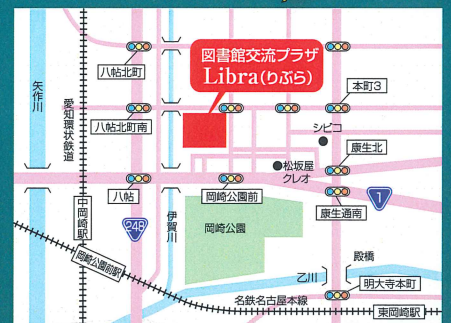 図書館交流プラザ
Libra(りぶら)
八帖北町
本町3
矢作川
愛知環状鉄道
八帖北町南
シビコ
康生北
松坂屋
クレオ
八帖
岡崎公園前
1
中岡崎駅
248
伊賀川
岡崎公園
康生通南
岡崎公園前駅
乙川
殿橋
明大寺本町
名鉄名古屋本線
東岡崎駅